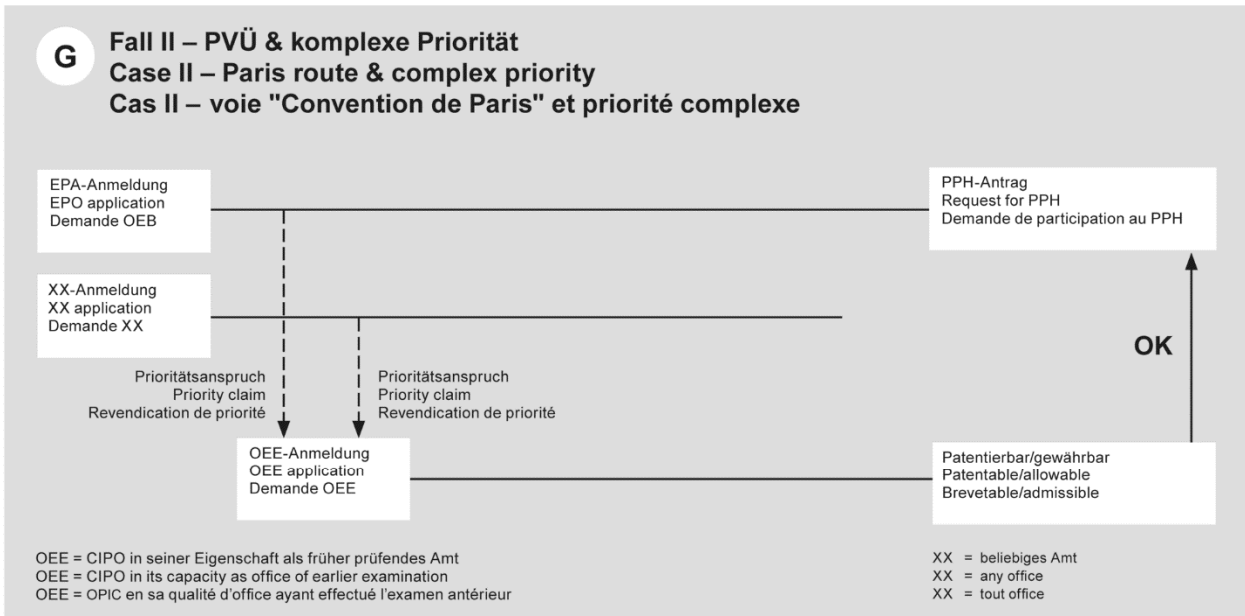 G
Fall II – PVÜ & komplexe Priorität
Case II – Paris route & complex priority
Cas II – voie "Convention de Paris" et priorité complexe
EPA-Anmeldung
EPO application
Demande OEB
PPH-Antrag
Request for PPH
Demande de participation au PPH
XX-Anmeldung
XX application
Demande XX
OK
Prioritätsanspruch
Priority claim
Revendication de priorité
Prioritätsanspruch
Priority claim
Revendication de priorité
OEE-Anmeldung
OEE application
Demande OEE
Patentierbar/gewährbar
Patentable/allowable
Brevetable/admissible
OEE = CIPO in seiner Eigenschaft als früher prüfendes Amt
OEE = CIPO in its capacity as office of earlier examination
OEE = OPIC en sa qualité d'office ayant effectué l'examen antérieur
XX = beliebiges Amt
XX = any office
XX = tout office